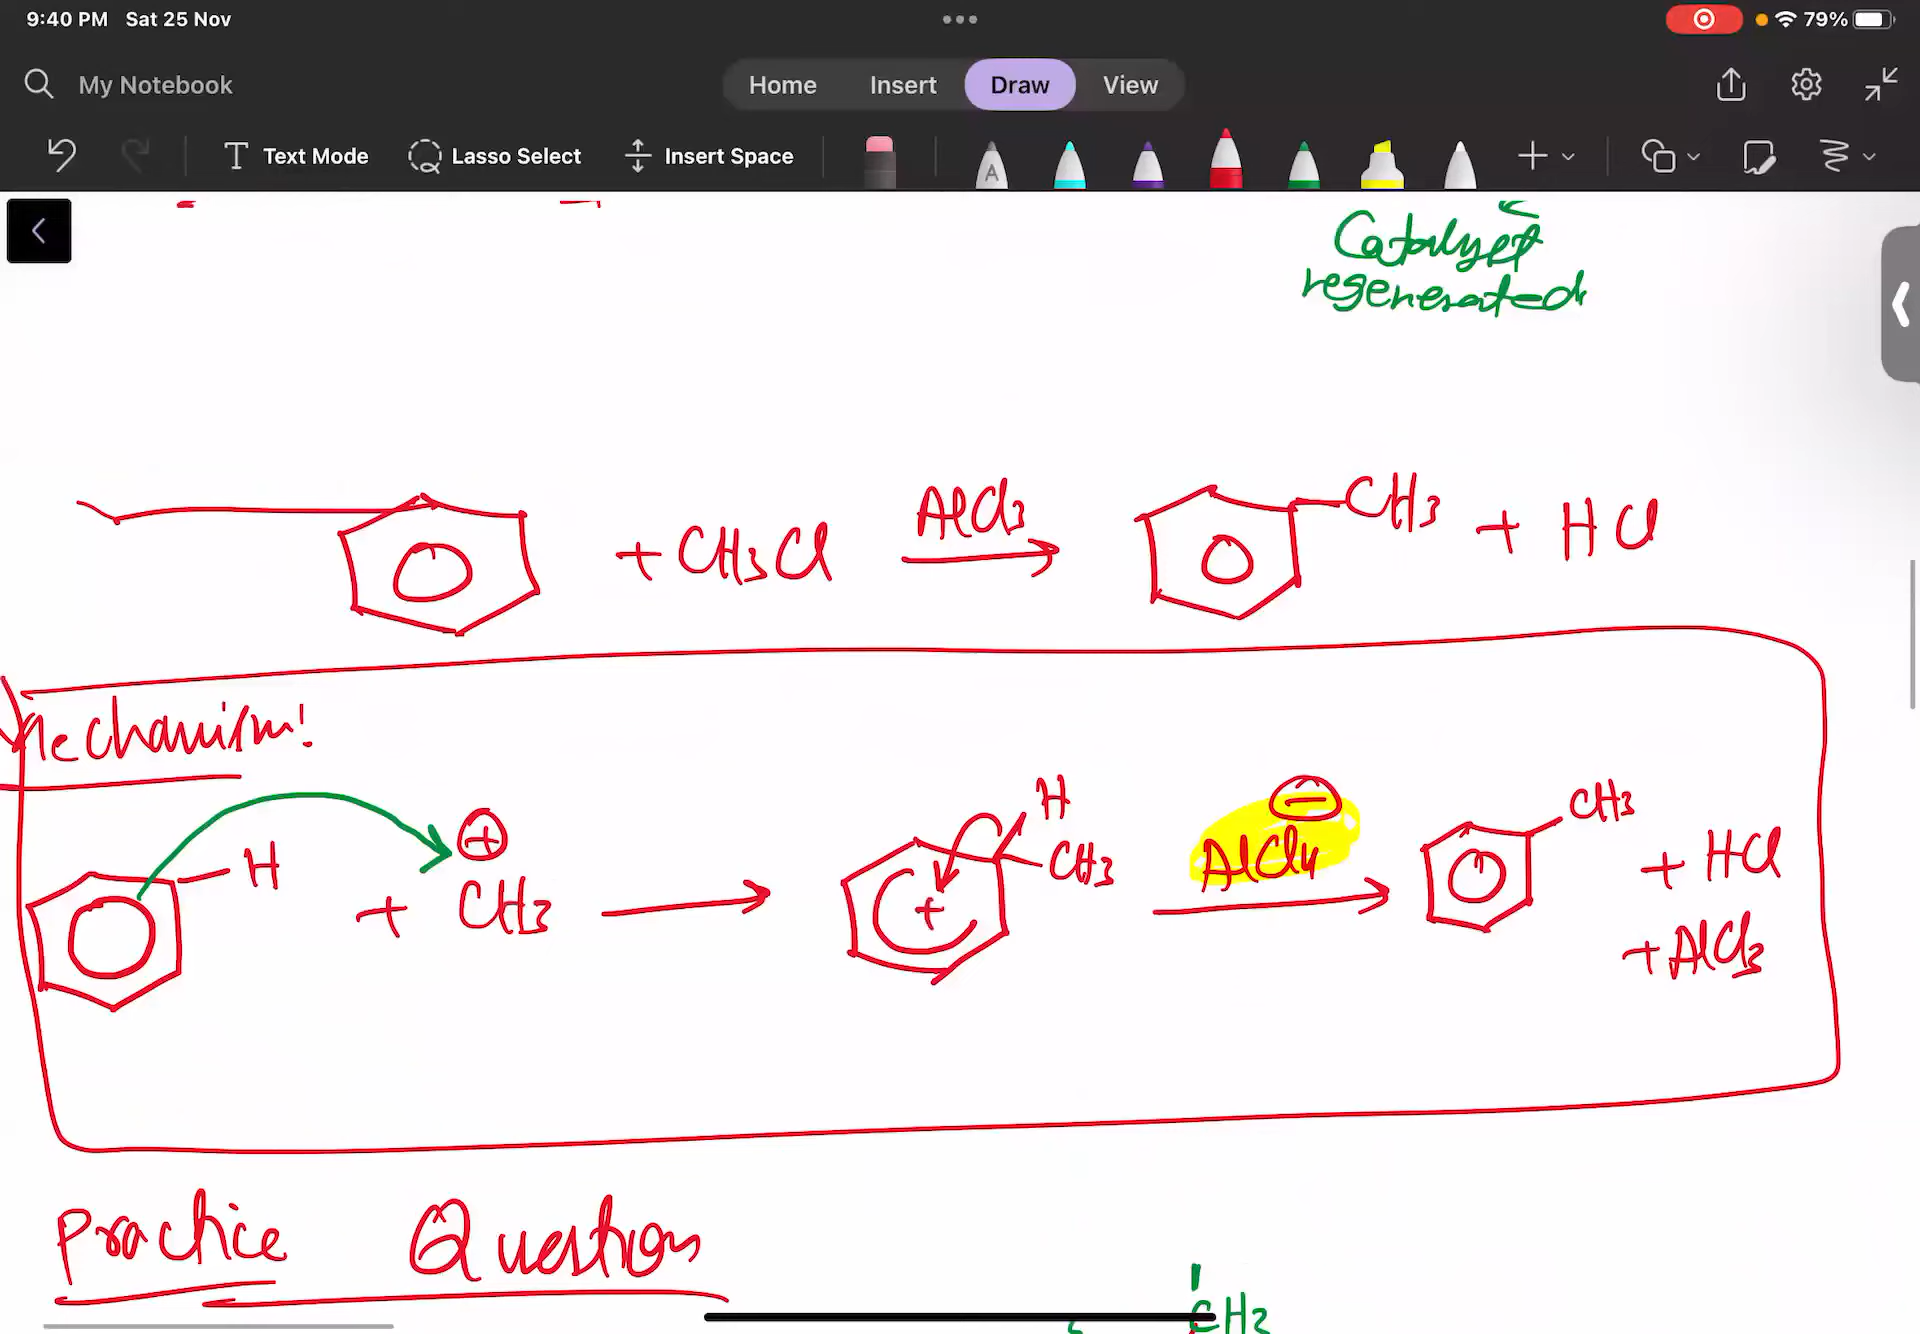 9:40 PM Sat 25 Nov
79%
My Notebook
Home Insert Draw View
Text Mode Lasso Select Insert Space
A
Catalyst
regenerated
+ CH3Cl AlCl3 CH3 + HCl
Mechanism!
H + CH3 + H CH3 + AlCl4 − CH3 + HCl
+ AlCl3
Practice Question
CH3